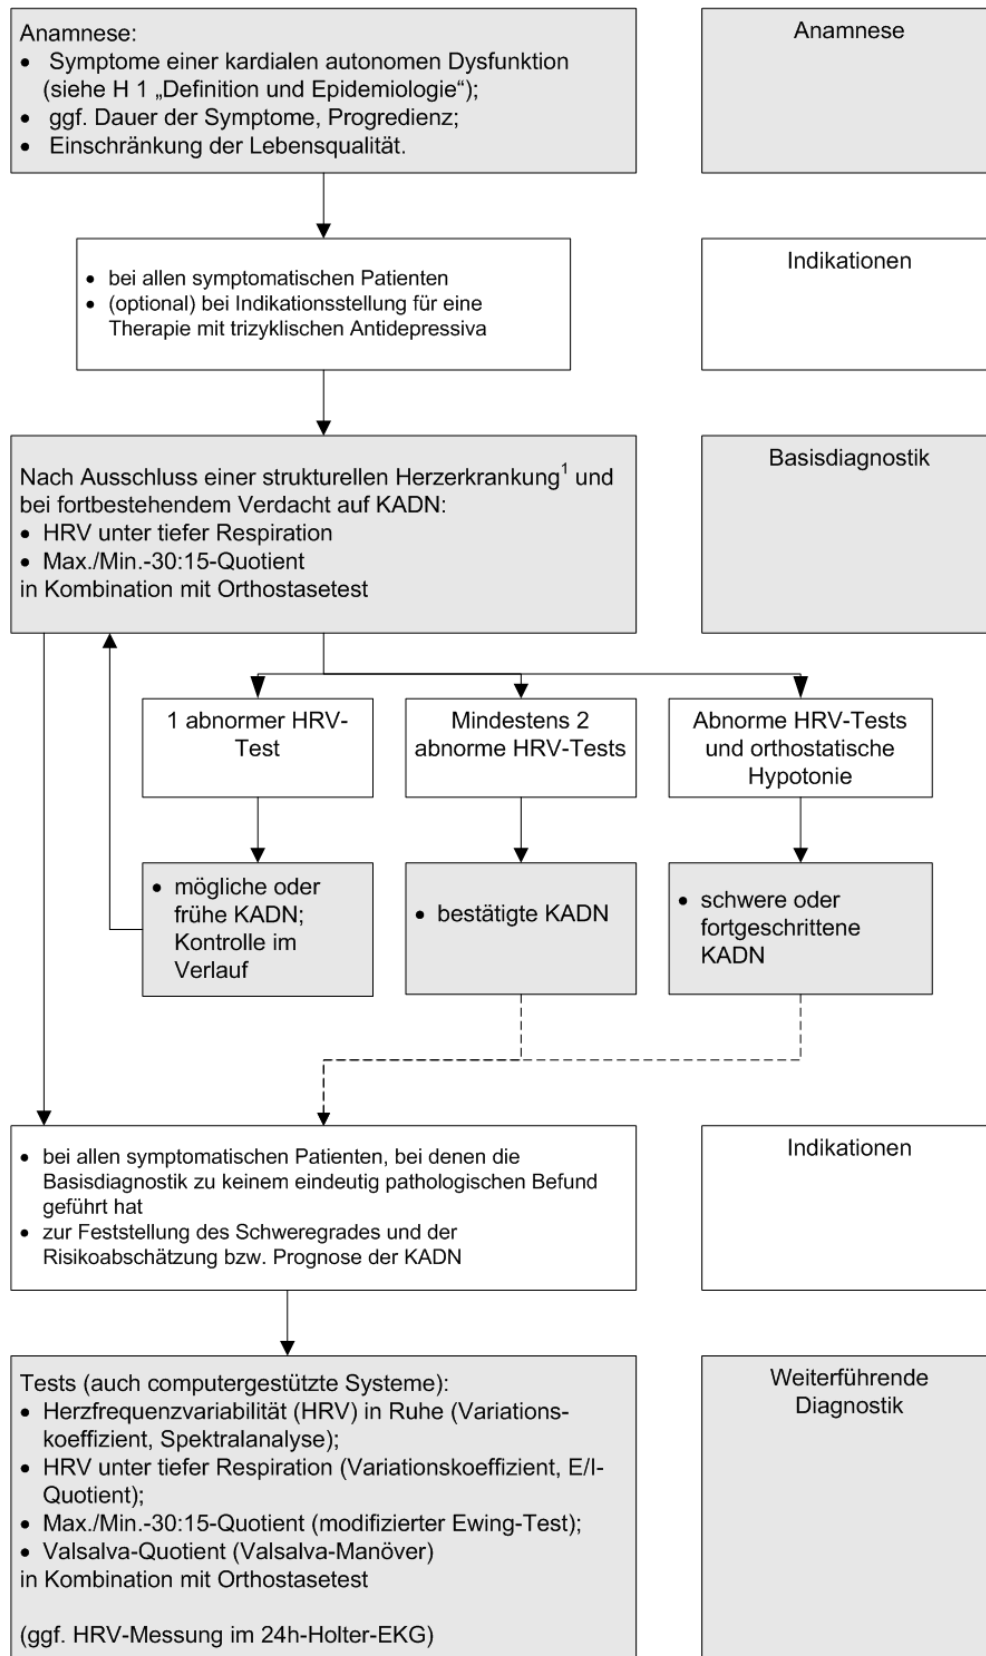 Anamnese:
• Symptome einer kardialen autonomen Dysfunktion
(siehe H 1 „Definition und Epidemiologie“);
• ggf. Dauer der Symptome, Progredienz;
• Einschränkung der Lebensqualität.
Anamnese
• bei allen symptomatischen Patienten
• (optional) bei Indikationsstellung für eine
Therapie mit trizyklischen Antidepressiva
Indikationen
Nach Ausschluss einer strukturellen Herzerkrankung¹ und
bei fortbestehendem Verdacht auf KADN:
• HRV unter tiefer Respiration
• Max./Min.-30:15-Quotient
in Kombination mit Orthostasetest
Basisdiagnostik
1 abnormer HRV-
Test
Mindestens 2
abnorme HRV-Tests
Abnorme HRV-Tests
und orthostatische
Hypotonie
• mögliche oder
frühe KADN;
Kontrolle im
Verlauf
• bestätigte KADN
• schwere oder
fortgeschrittene
KADN
• bei allen symptomatischen Patienten, bei denen die
Basisdiagnostik zu keinem eindeutig pathologischen Befund
geführt hat
• zur Feststellung des Schweregrades und der
Risikoabschätzung bzw. Prognose der KADN
Indikationen
Tests (auch computergestützte Systeme):
• Herzfrequenzvariabilität (HRV) in Ruhe (Variations-
koeffizient, Spektralanalyse);
• HRV unter tiefer Respiration (Variationskoeffizient, E/I-
Quotient);
• Max./Min.-30:15-Quotient (modifizierter Ewing-Test);
• Valsalva-Quotient (Valsalva-Manöver)
in Kombination mit Orthostasetest
(ggf. HRV-Messung im 24h-Holter-EKG)
Weiterführende
Diagnostik